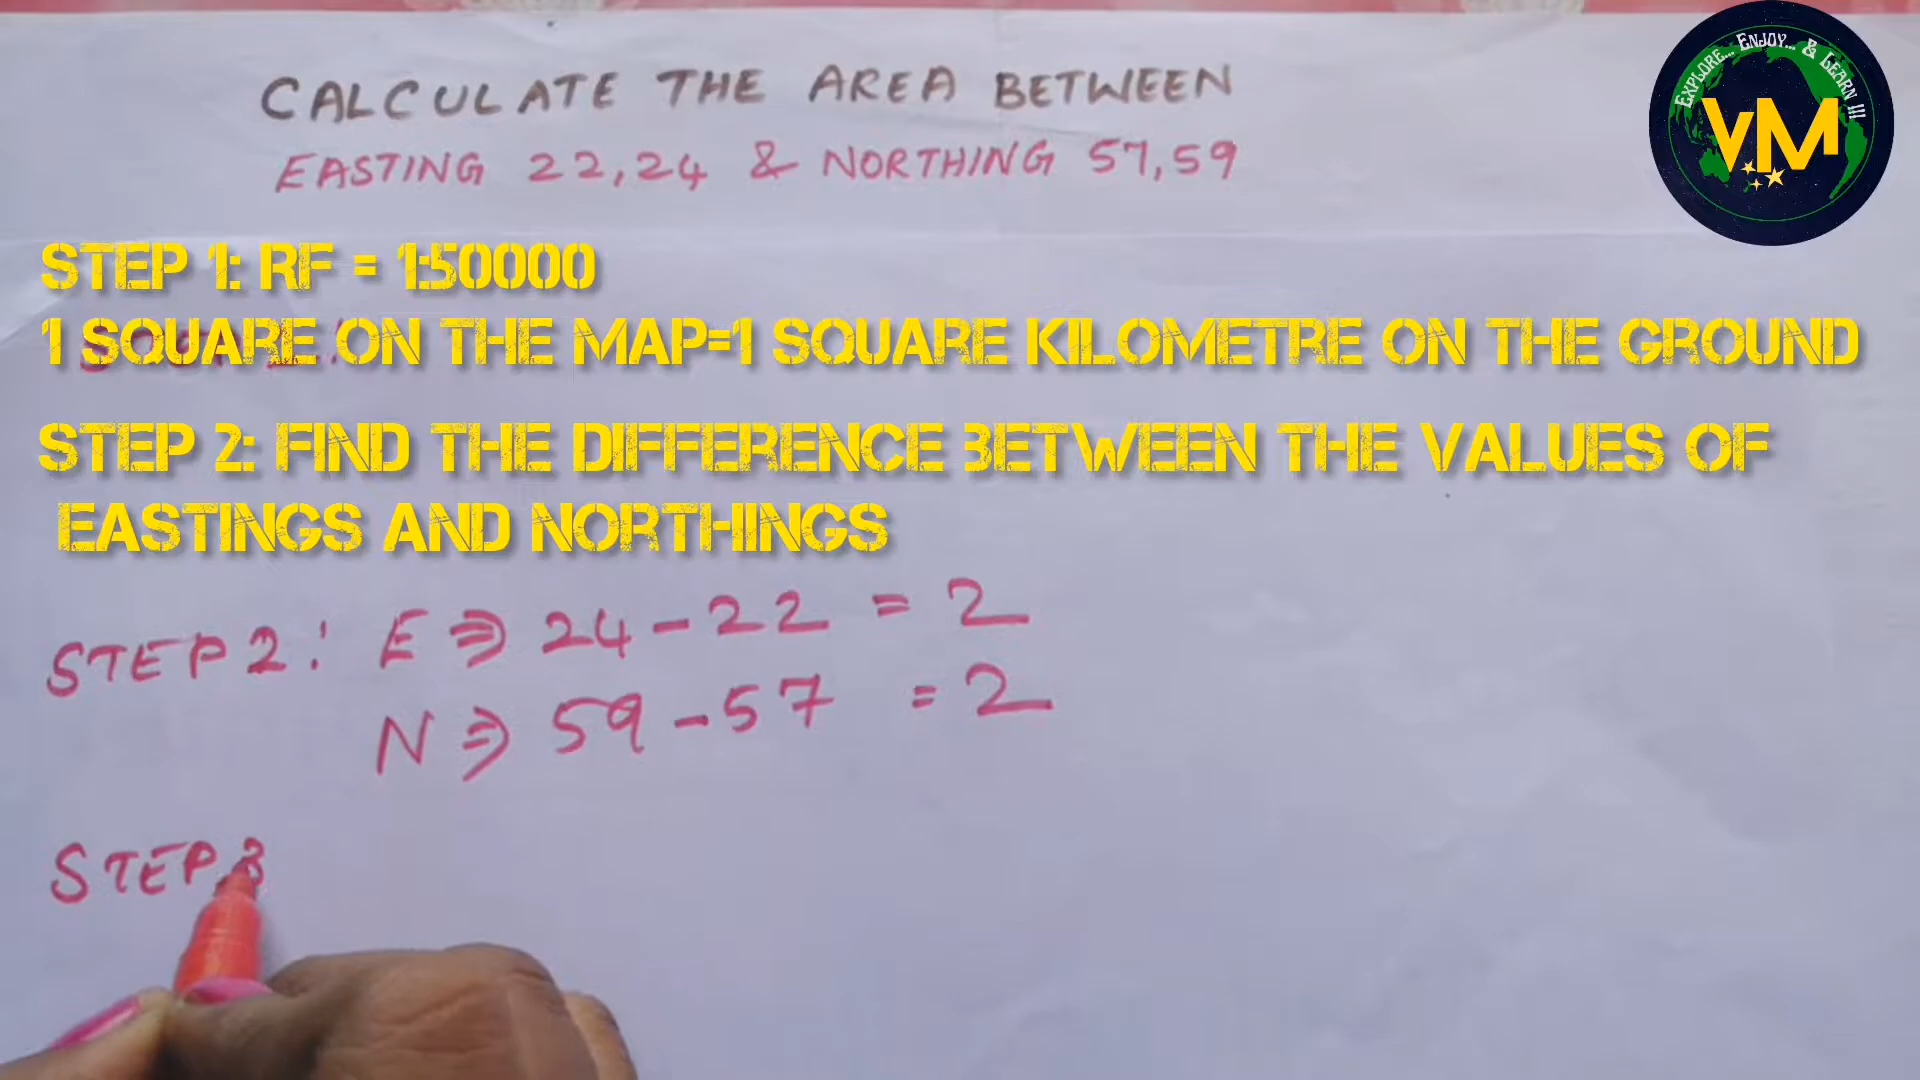 CALCULATE THE AREA BETWEEN
EASTING 22,24 & NORTHING 57,59
EXPLORE... ENJOY... & LEARN !!!
VM
STEP 1: RF = 1:50000
1 SQUARE ON THE MAP=1 SQUARE KILOMETRE ON THE GROUND
STEP 2: FIND THE DIFFERENCE BETWEEN THE VALUES OF
EASTINGS AND NORTHINGS
STEP 2: E ⇒ 24 - 22 = 2
N ⇒ 59 - 57 = 2
STEP 3